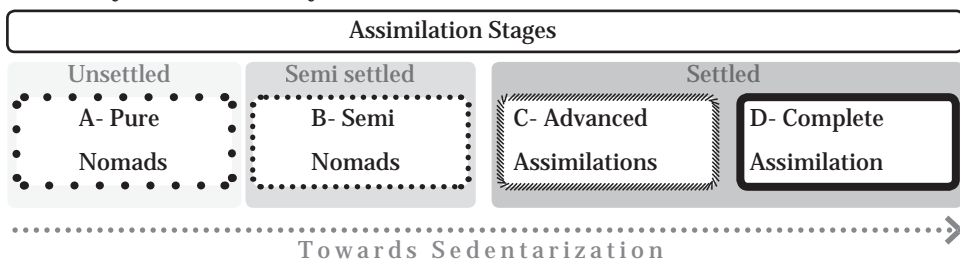 Assimilation Stages
Unsettled
Semi settled
Settled
A- Pure
Nomads
B- Semi
Nomads
C- Advanced
Assimilations
D- Complete
Assimilation
Towards Sedentarization